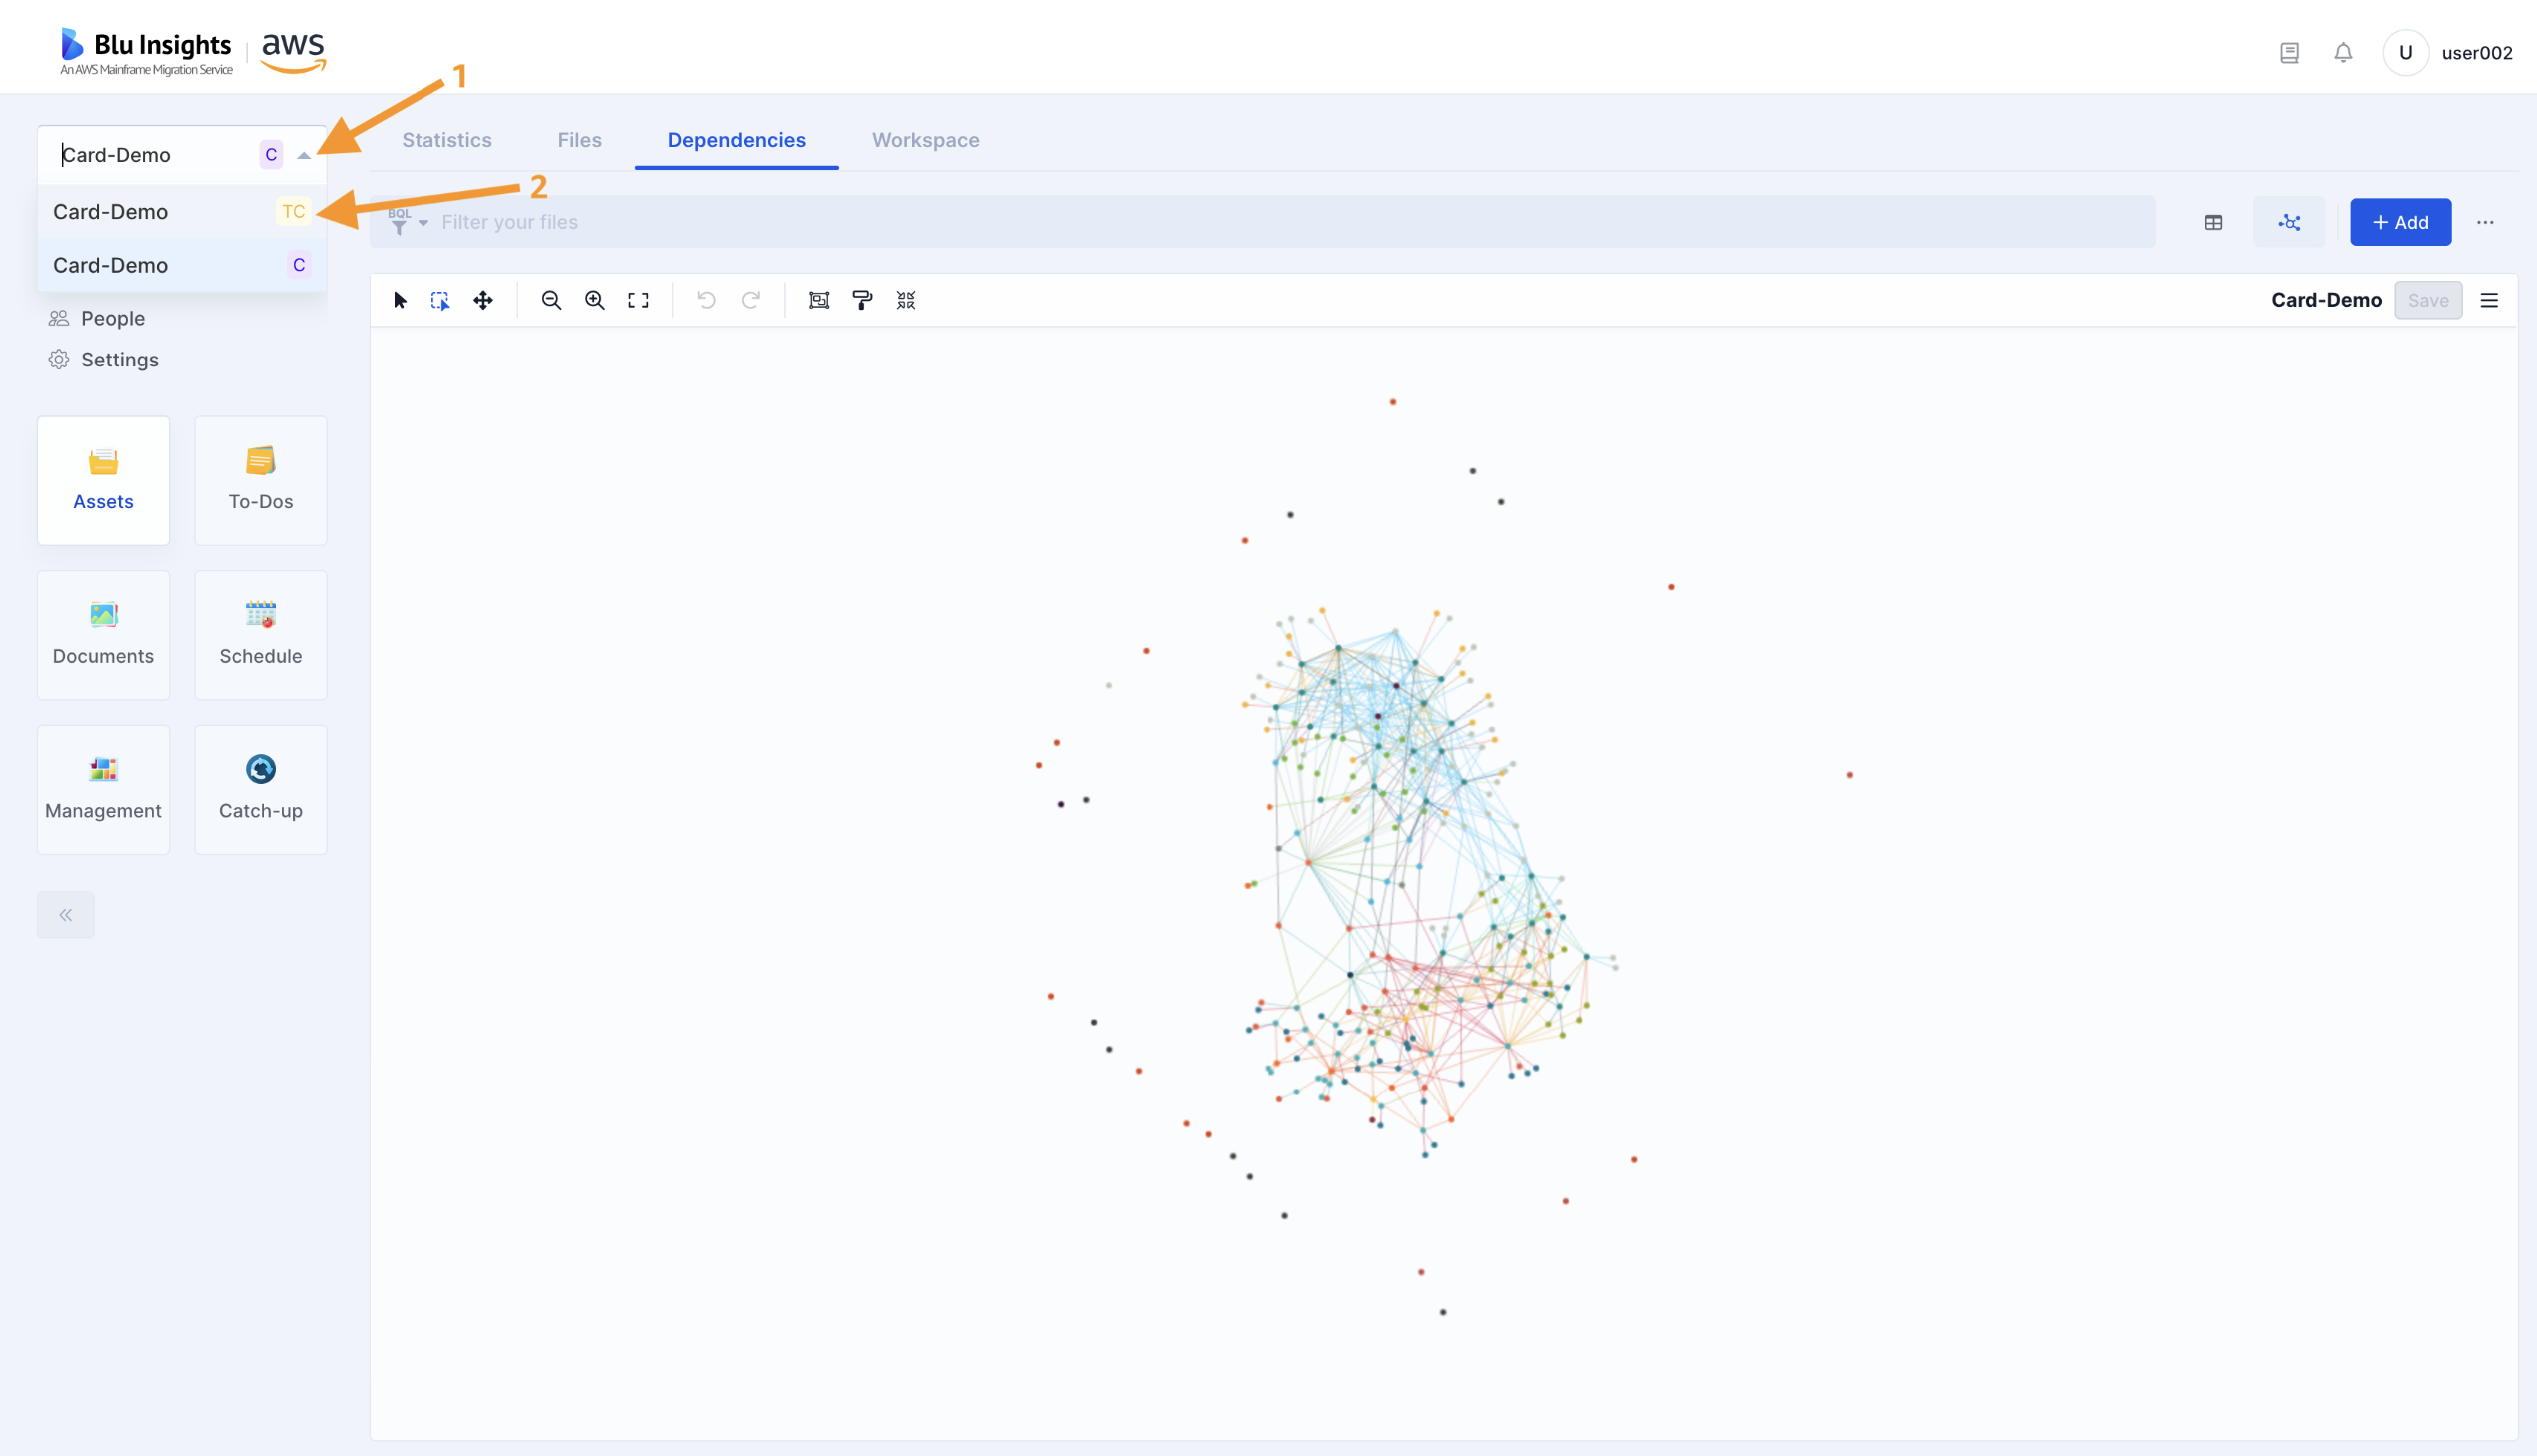 Blu Insights
An AWS Mainframe Migration Service
aws
1
U
user002
Card-Demo C
Statistics
Files
Dependencies
Workspace
2
Card-Demo TC
BQL
Filter your files
+ Add
Card-Demo C
Card-Demo
Save
People
Settings
Assets
To-Dos
Documents
Schedule
Management
Catch-up